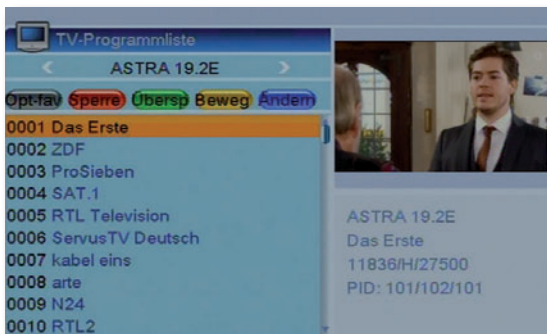 TV-Programmliste
< ASTRA 19.2E >
Opt-fav Sperre Übersp Beweg Ändern
0001 Das Erste
0002 ZDF
0003 ProSieben
0004 SAT.1
0005 RTL Television
0006 ServusTV Deutsch
0007 kabel eins
0008 arte
0009 N24
0010 RTL2
ASTRA 19.2E
Das Erste
11836/H/27500
PID: 101/102/101